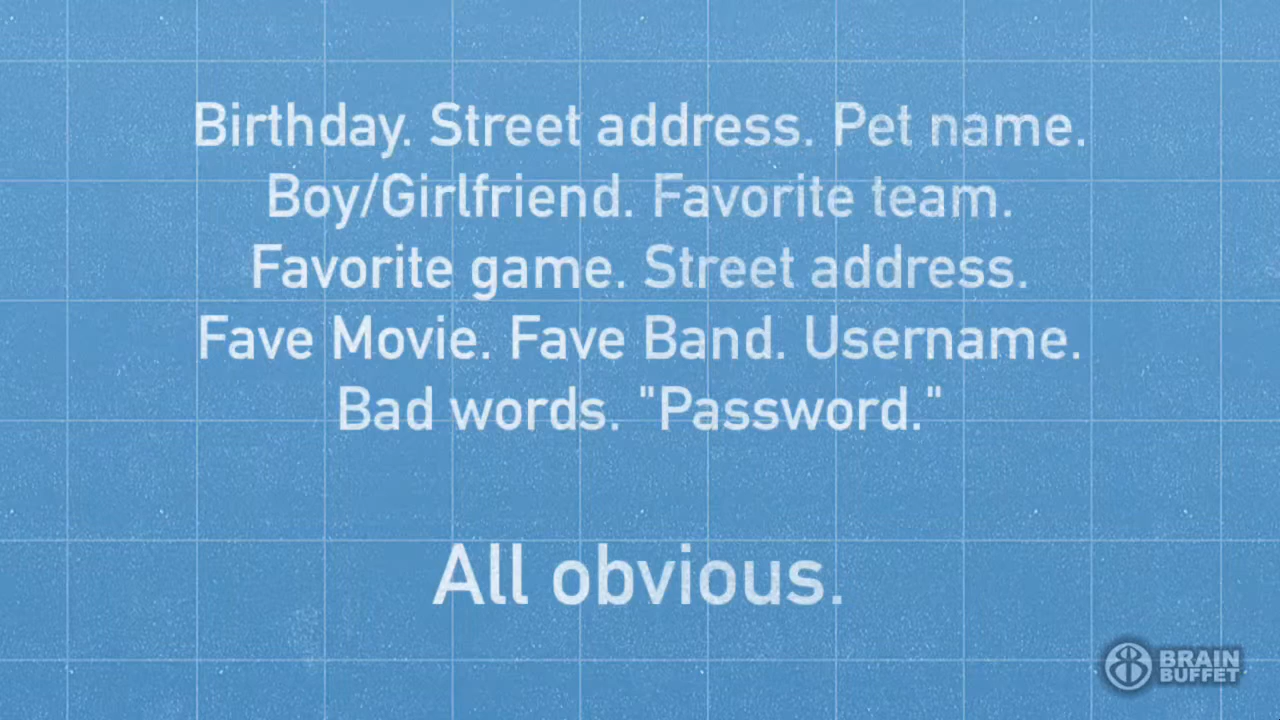 Birthday. Street address. Pet name.
Boy/Girlfriend. Favorite team.
Favorite game. Street address.
Fave Movie. Fave Band. Username.
Bad words. "Password."
All obvious.
BRAIN
BUFFET